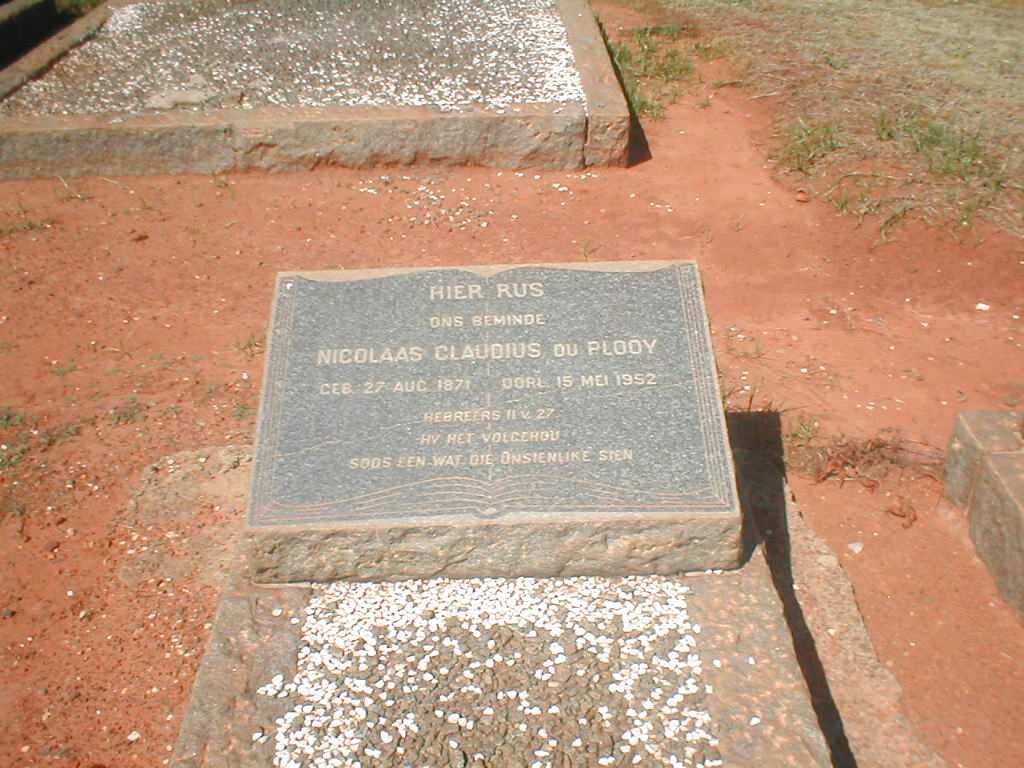 HIER RUS
ONS BEMINDE
NICOLAAS CLAUDIUS DU PLOOY
GEB. 27 AUG. 1871 OORL. 15 MEI 1952
HEBREËRS 11 V. 27
HY HET VOLGEHOU
SOOS EEN WAT DIE ONSIENLIKE SIEN